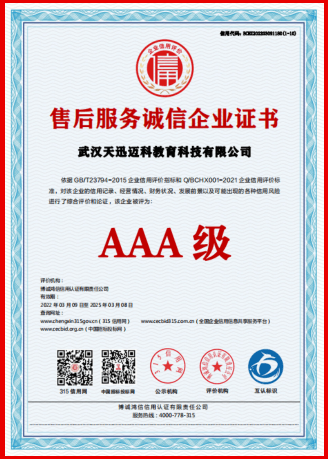 企业信用评价
信
售后服务诚信企业证书
武汉天迅迈科教育科技有限公司
依据 GB/T23794-2015 企业信用评价指标和 Q/BCHX001-2021 企业信用评价标
准,对该企业的信用记录、经营情况、财务状况、发展前景以及可能出现的各种信用风险
进行了综合评价和论证,该企业被评为:
AAA 级
评价机构:
博诚鸿信信用认证有限责任公司
有效期:
2022 年 03 月 09 日至 2025 年 03 月 08 日
查询网址:
www.chengxin315gov.cn(315 信用网) www.cecbid315.com.cn(全国企业信用信息共享服务平台)
www.cecbid.org.cn(中国招标投标网)
315 信用网 中国招标投标网 公示机构 评价机构 互认标识
博诚鸿信信用认证有限责任公司
服务热线:4000-778-315